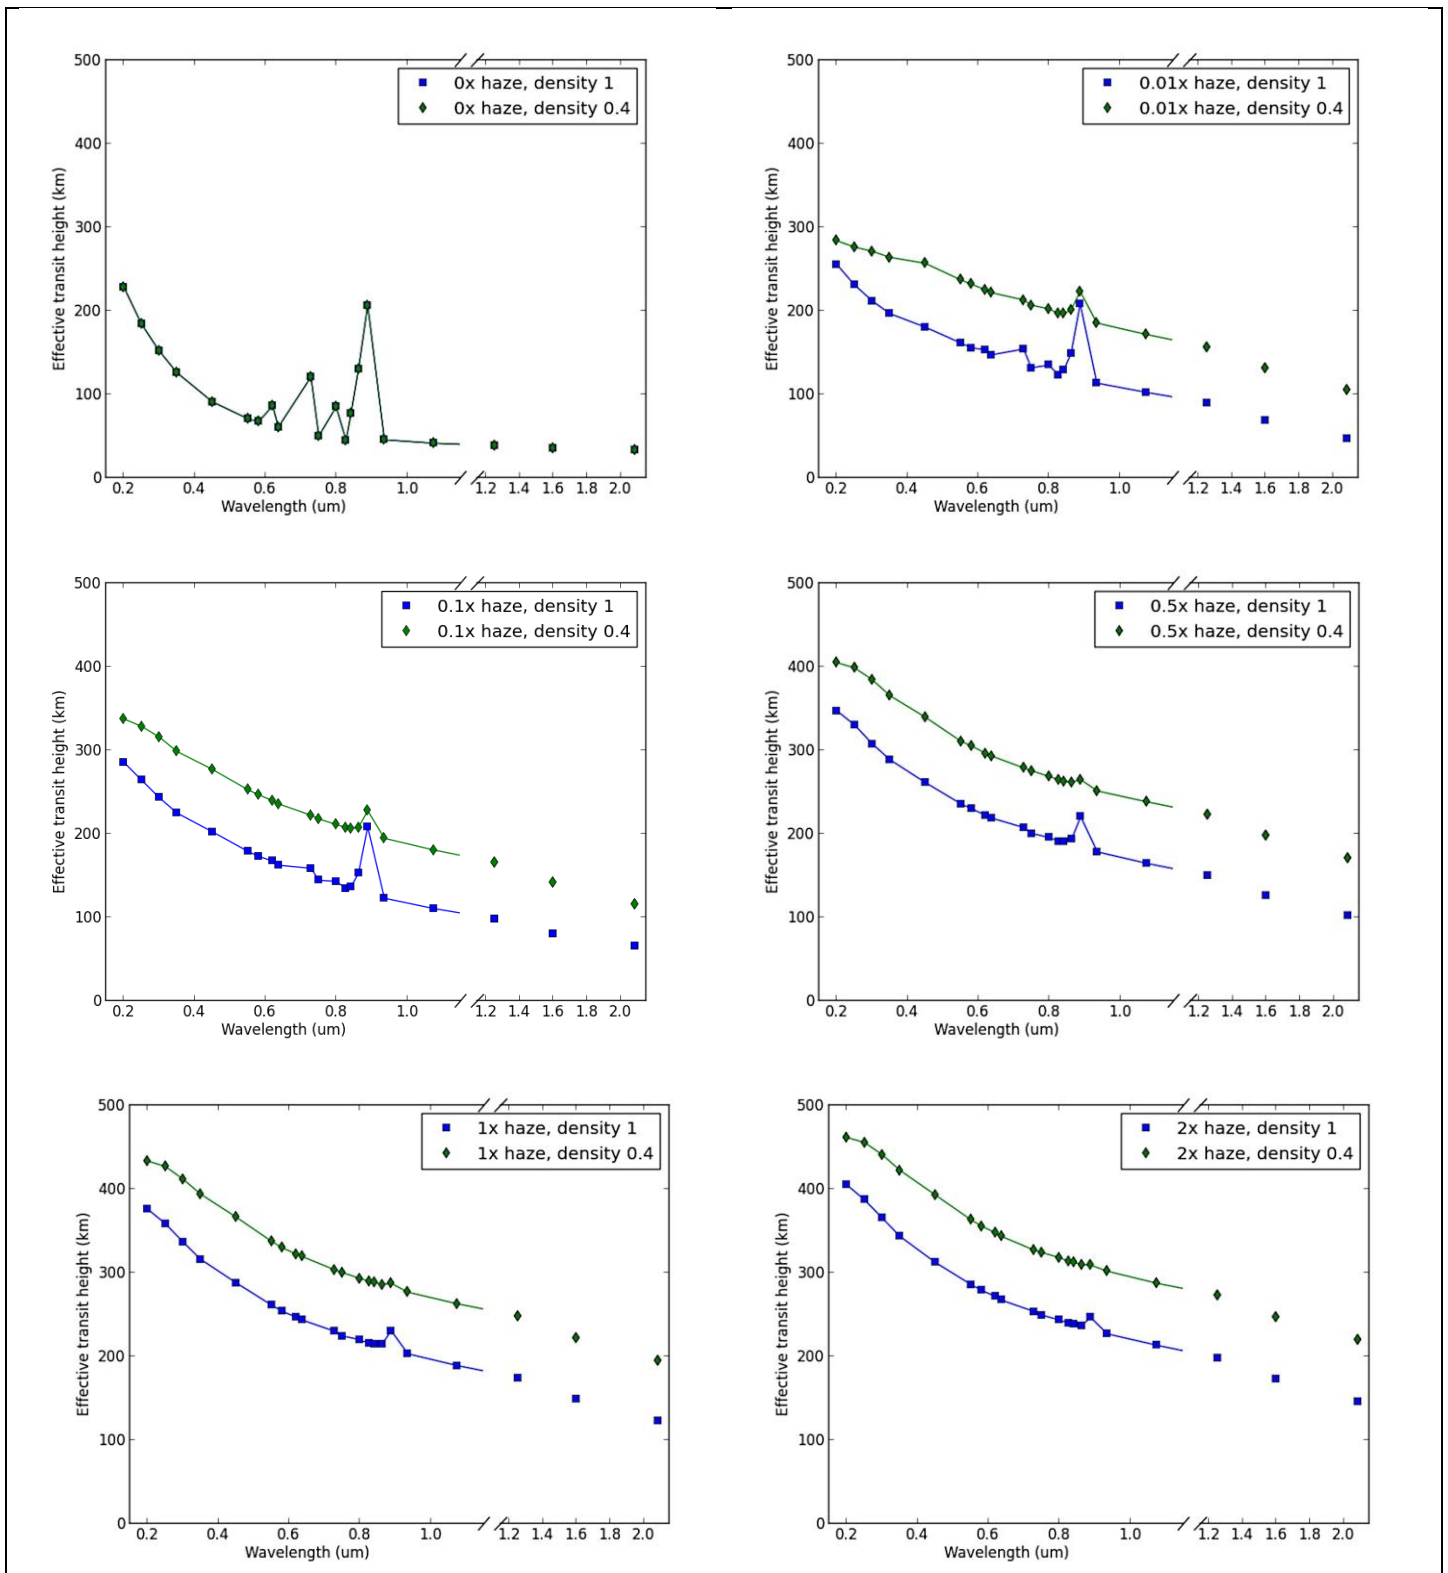 500
400
300
200
100
0
Effective transit height (km)
0x haze, density 1
0x haze, density 0.4
0.2 0.4 0.6 0.8 1.0 1.2 1.4 1.6 1.8 2.0
Wavelength (um)
500
400
300
200
100
0
Effective transit height (km)
0.01x haze, density 1
0.01x haze, density 0.4
0.2 0.4 0.6 0.8 1.0 1.2 1.4 1.6 1.8 2.0
Wavelength (um)
500
400
300
200
100
0
Effective transit height (km)
0.1x haze, density 1
0.1x haze, density 0.4
0.2 0.4 0.6 0.8 1.0 1.2 1.4 1.6 1.8 2.0
Wavelength (um)
500
400
300
200
100
0
Effective transit height (km)
0.5x haze, density 1
0.5x haze, density 0.4
0.2 0.4 0.6 0.8 1.0 1.2 1.4 1.6 1.8 2.0
Wavelength (um)
500
400
300
200
100
0
Effective transit height (km)
1x haze, density 1
1x haze, density 0.4
0.2 0.4 0.6 0.8 1.0 1.2 1.4 1.6 1.8 2.0
Wavelength (um)
500
400
300
200
100
0
Effective transit height (km)
2x haze, density 1
2x haze, density 0.4
0.2 0.4 0.6 0.8 1.0 1.2 1.4 1.6 1.8 2.0
Wavelength (um)